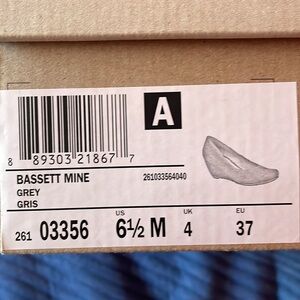 A
8 89303 21867 7
BASSETT MINE
261033564040
GREY
GRIS
US UK EU
261 03356 6½ M 4 37